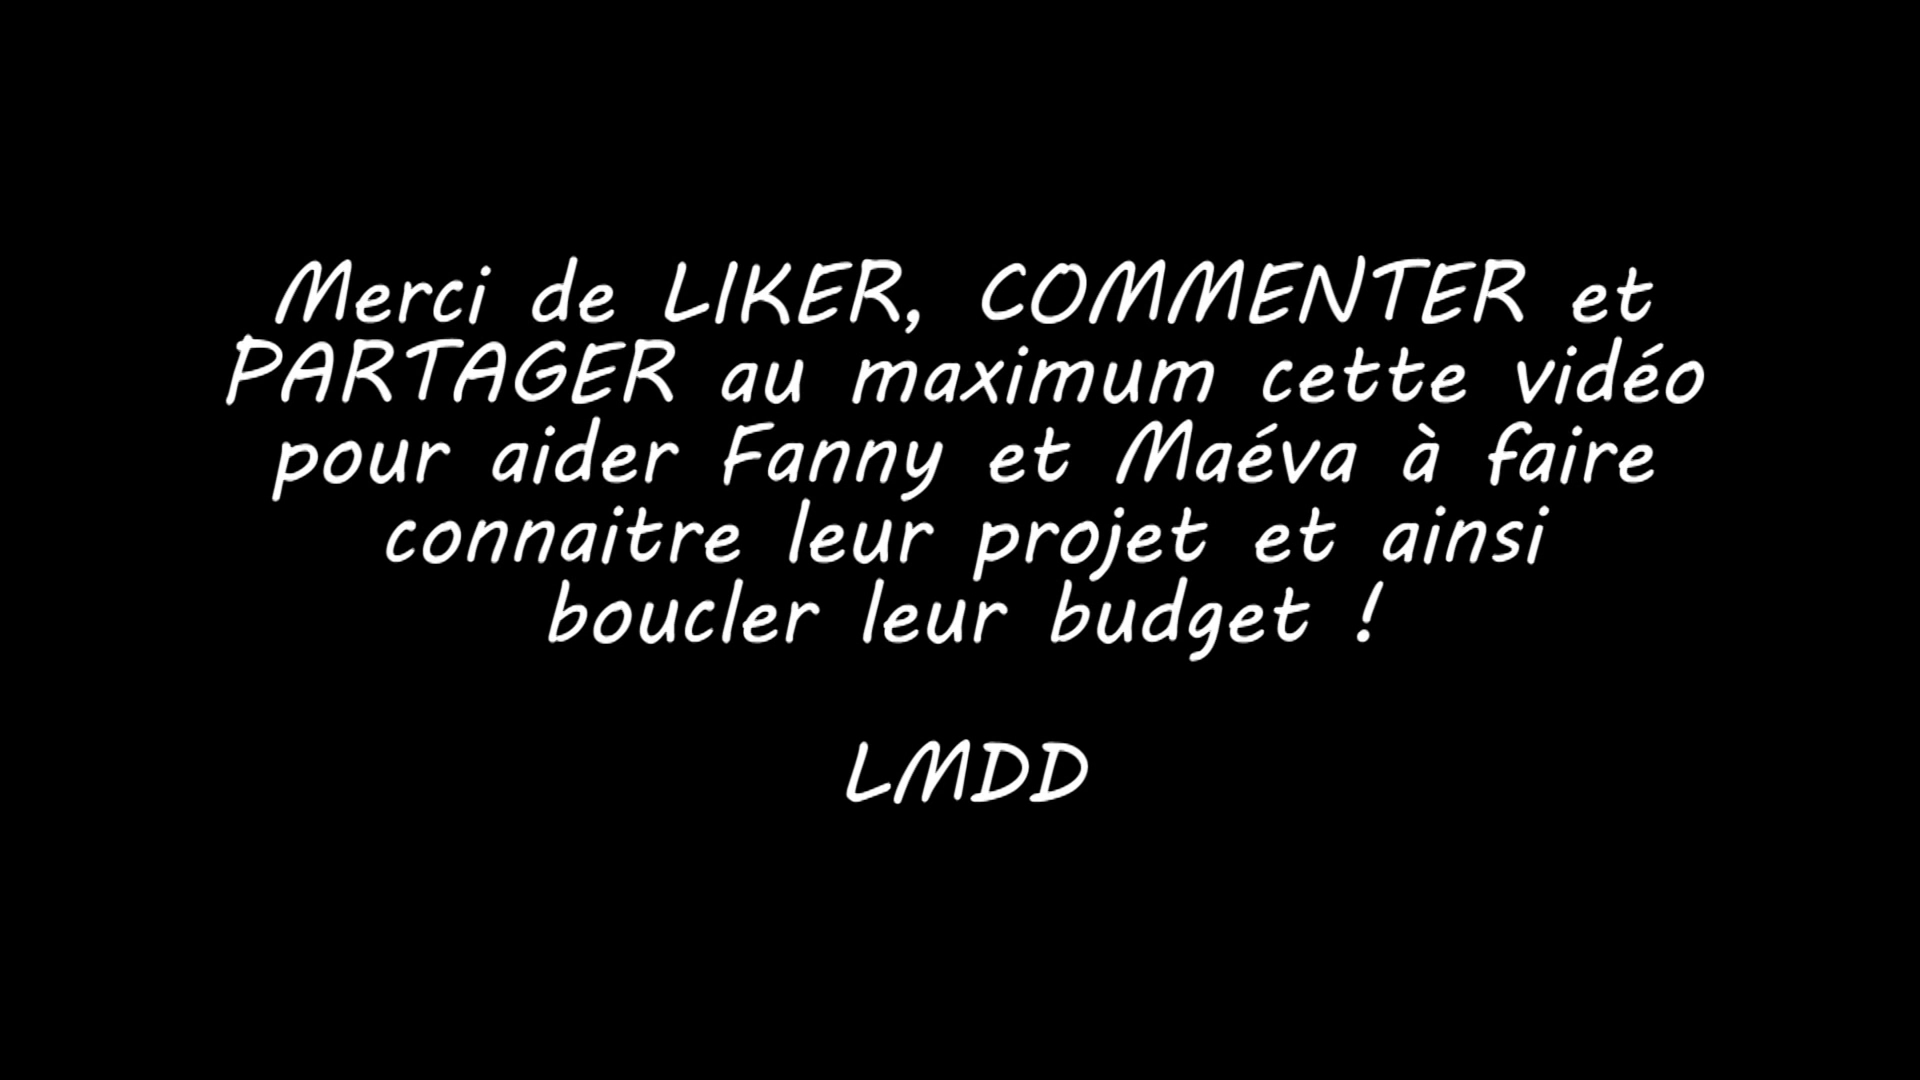 Merci de LIKER, COMMENTER et
PARTAGER au maximum cette vidéo
pour aider Fanny et Maéva à faire
connaitre leur projet et ainsi
boucler leur budget !
LMDD